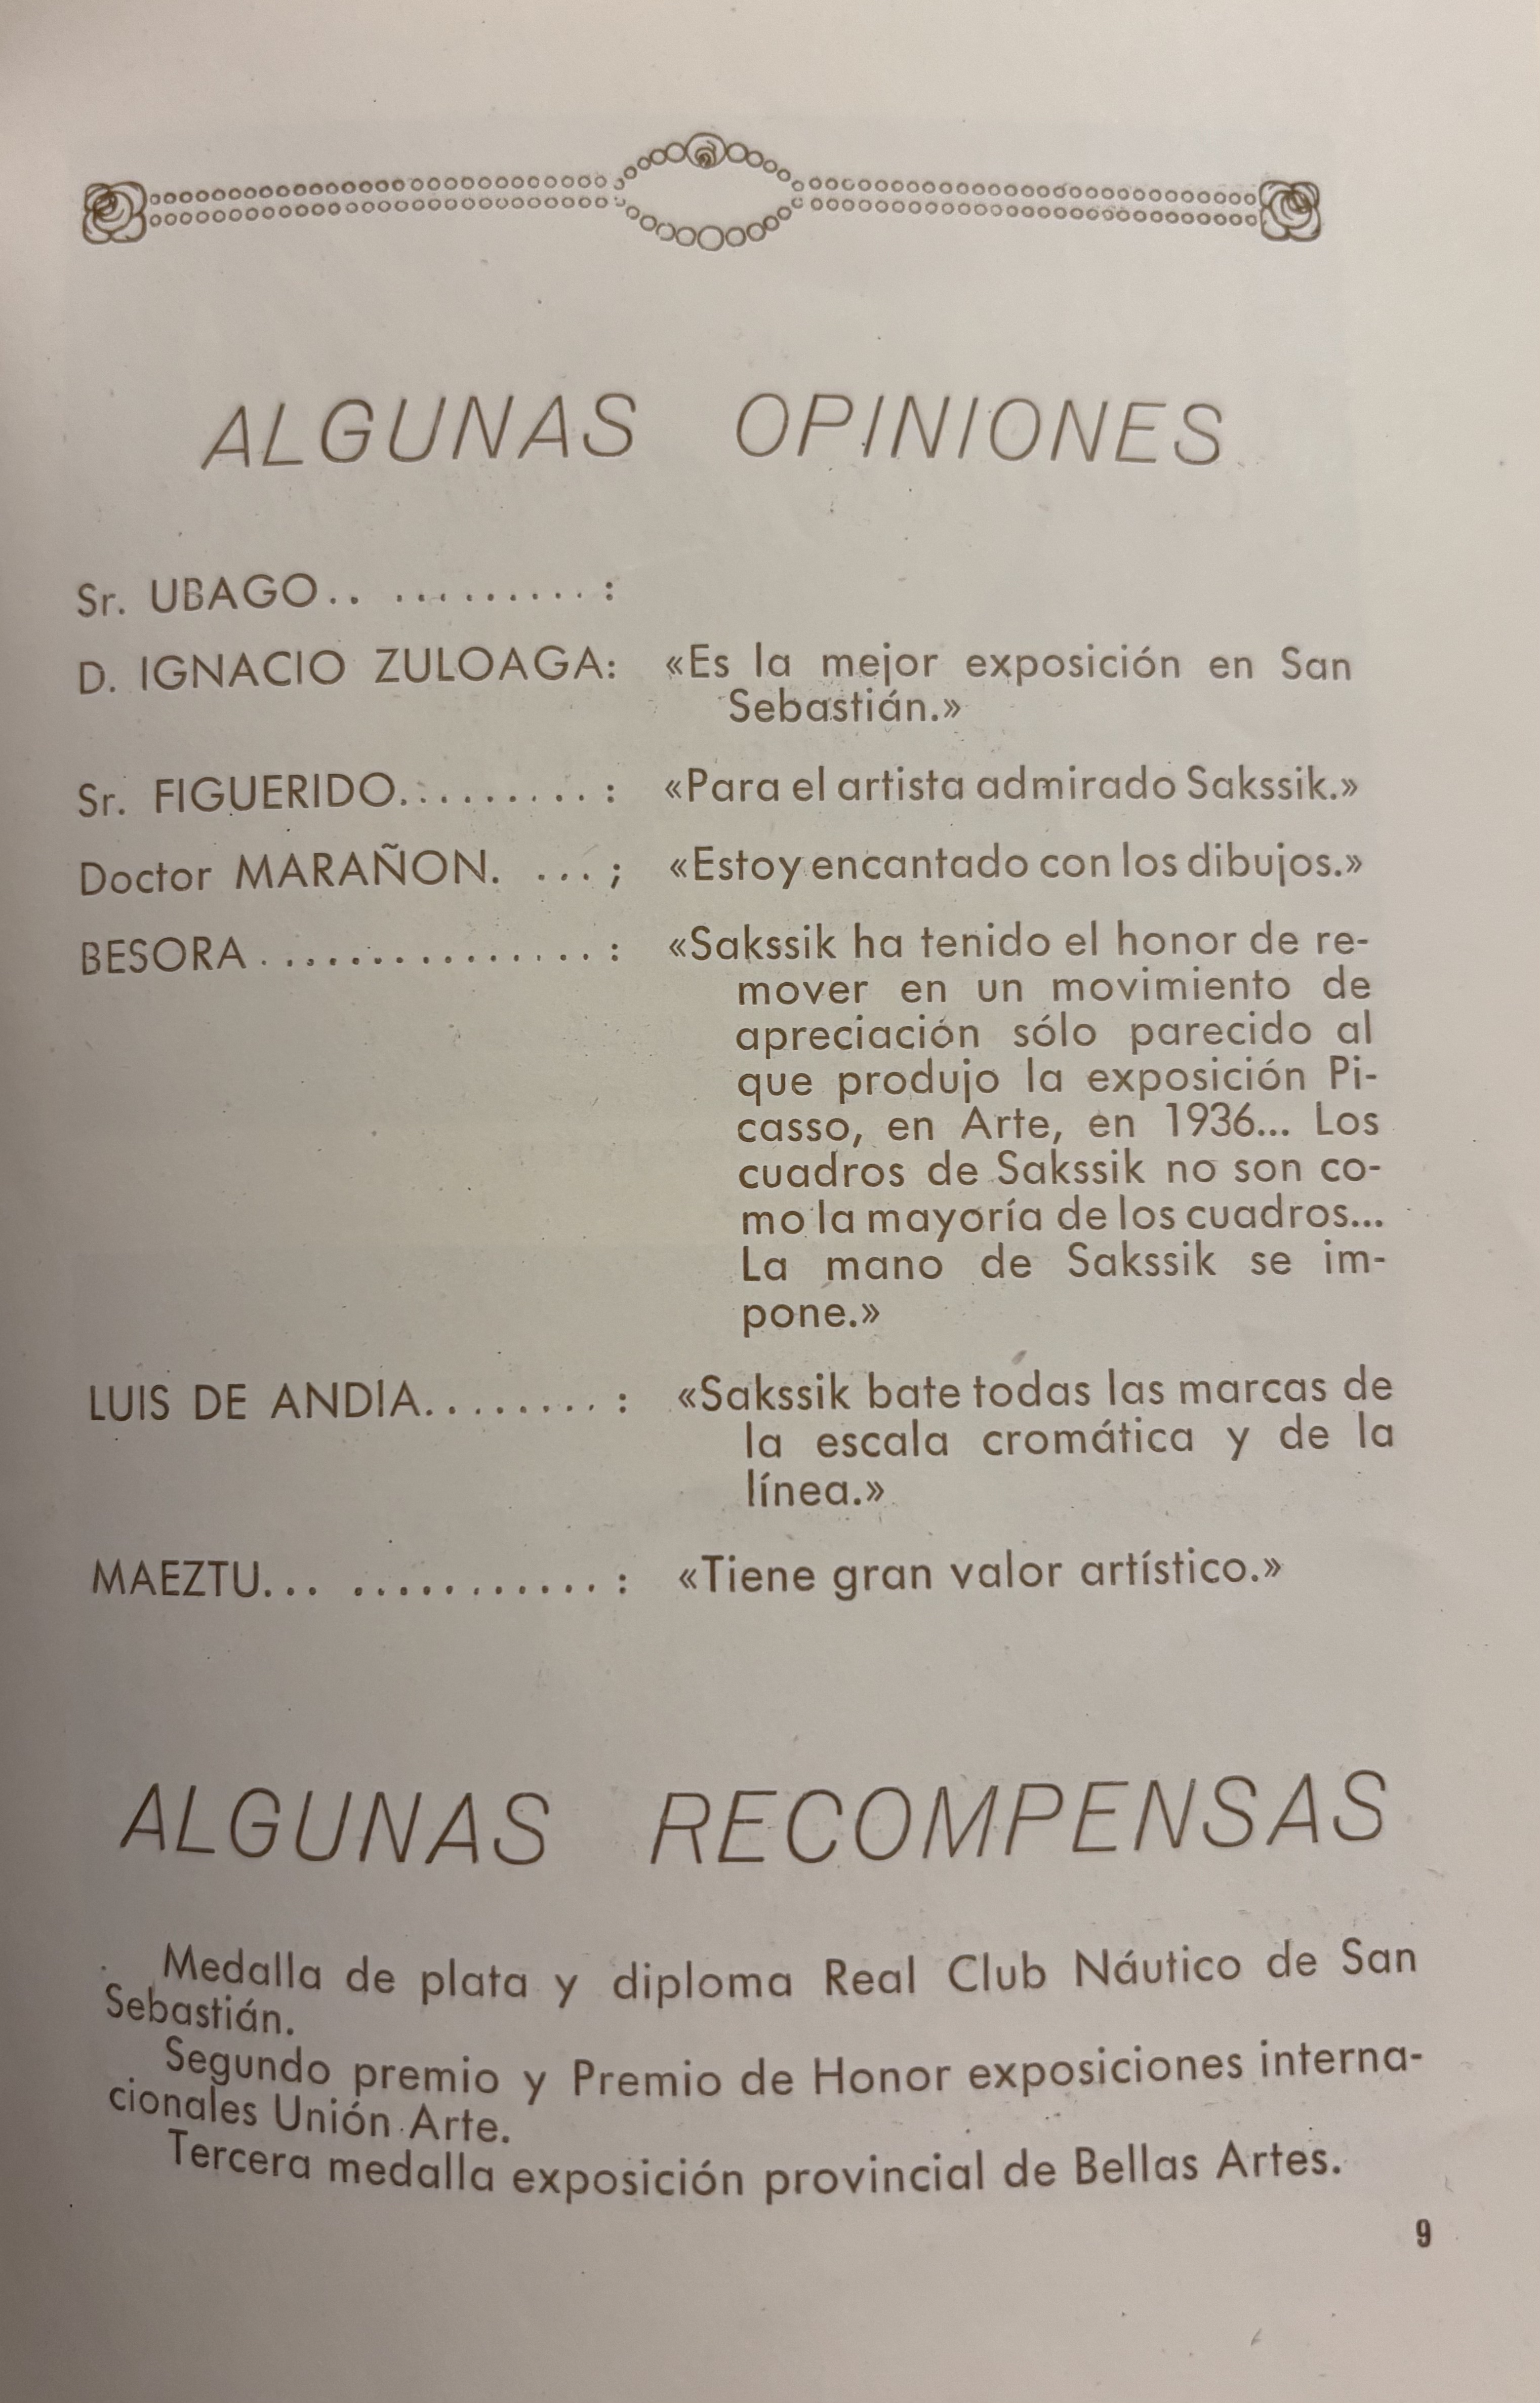 ALGUNAS OPINIONES
Sr. UBAGO.. .......... :
D. IGNACIO ZULOAGA: «Es la mejor exposición en San
Sebastián.»
Sr. FIGUERIDO.......... : «Para el artista admirado Sakssik.»
Doctor MARAÑON. ... ; «Estoy encantado con los dibujos.»
BESORA ................ : «Sakssik ha tenido el honor de re-
mover en un movimiento de
apreciación sólo parecido al
que produjo la exposición Pi-
casso, en Arte, en 1936... Los
cuadros de Sakssik no son co-
mo la mayoría de los cuadros...
La mano de Sakssik se im-
pone.»
LUIS DE ANDIA......... : «Sakssik bate todas las marcas de
la escala cromática y de la
línea.»
MAEZTU... ............ : «Tiene gran valor artístico.»
ALGUNAS RECOMPENSAS
Medalla de plata y diploma Real Club Náutico de San
Sebastián.
Segundo premio y Premio de Honor exposiciones interna-
cionales Unión Arte.
Tercera medalla exposición provincial de Bellas Artes.
9